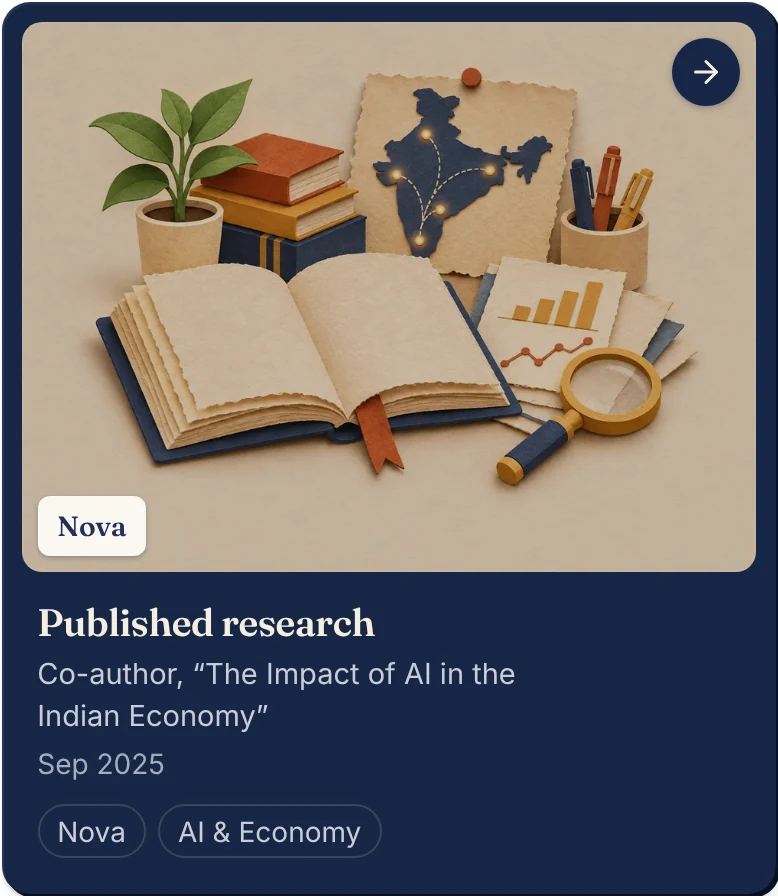 Nova
Published research
Co-author, “The Impact of AI in the
Indian Economy”
Sep 2025
Nova
AI & Economy